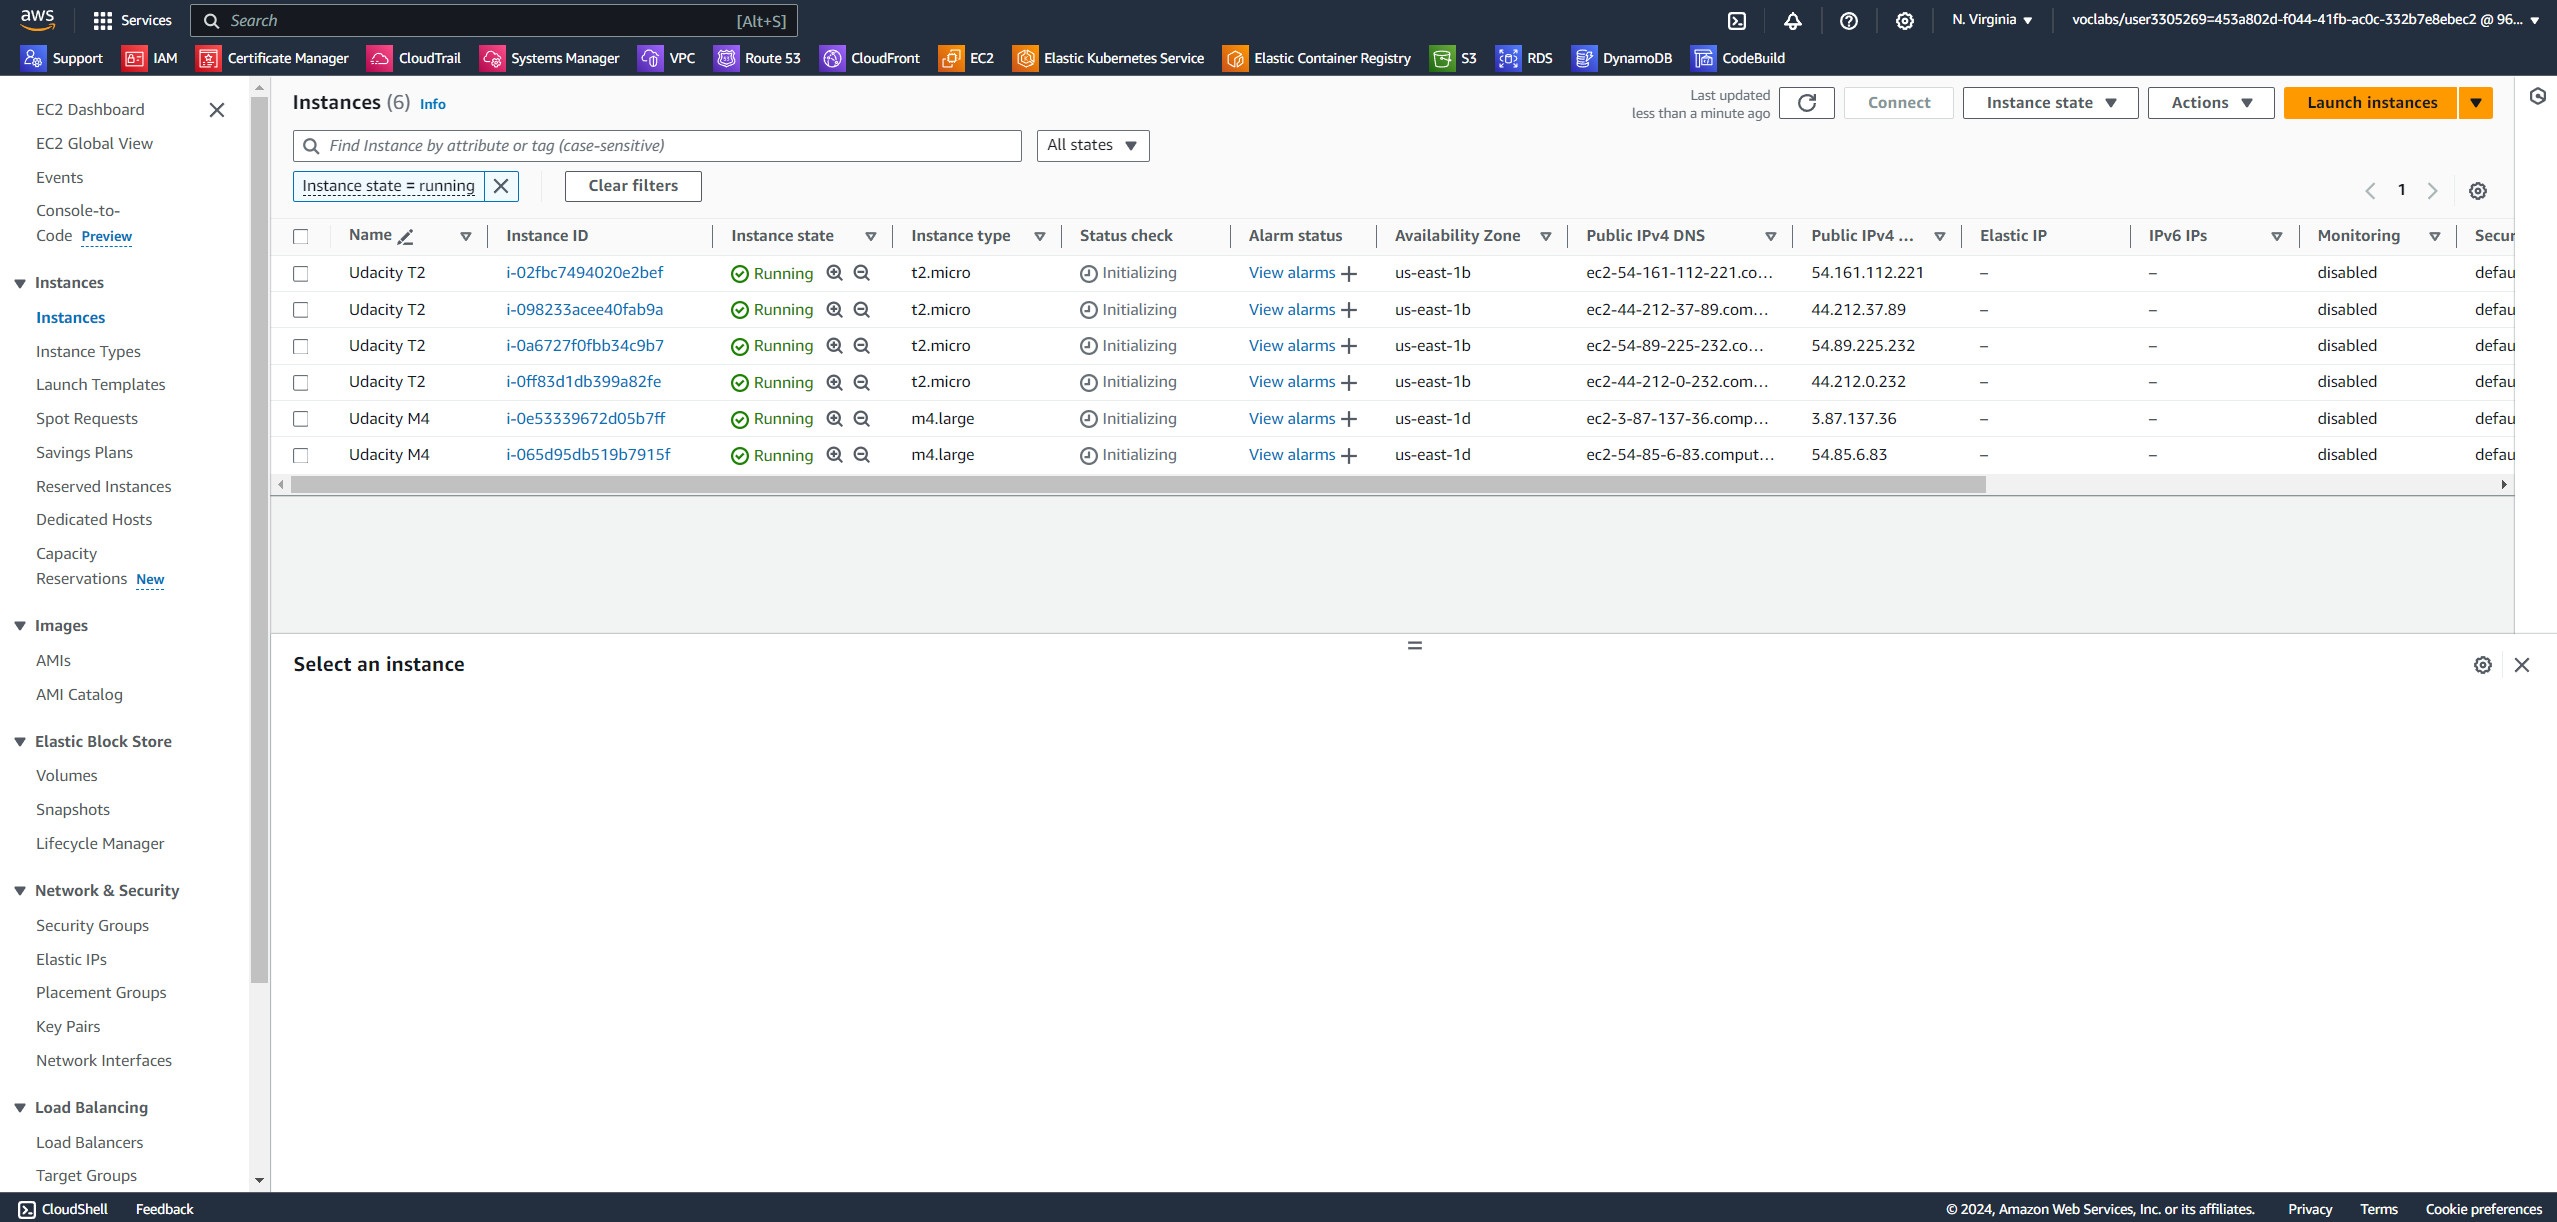 aws Services Search [Alt+S] N. Virginia voclabs/user3305269=453a802d-f044-41fb-ac0c-332b7e8ebec2 @ 96...
Support IAM Certificate Manager CloudTrail Systems Manager VPC Route 53 CloudFront EC2 Elastic Kubernetes Service Elastic Container Registry S3 RDS DynamoDB CodeBuild
EC2 Dashboard
EC2 Global View
Events
Console-to-
Code Preview
Instances
Instances
Instance Types
Launch Templates
Spot Requests
Savings Plans
Reserved Instances
Dedicated Hosts
Capacity
Reservations New
Images
AMIs
AMI Catalog
Elastic Block Store
Volumes
Snapshots
Lifecycle Manager
Network & Security
Security Groups
Elastic IPs
Placement Groups
Key Pairs
Network Interfaces
Load Balancing
Load Balancers
Target Groups
Instances (6) Info
Last updated
less than a minute ago
Connect Instance state Actions Launch instances
Find Instance by attribute or tag (case-sensitive) All states
Instance state = running Clear filters 1
Name Instance ID Instance state Instance type Status check Alarm status Availability Zone Public IPv4 DNS Public IPv4 ... Elastic IP IPv6 IPs Monitoring Secur
Udacity T2 i-02fbc7494020e2bef Running t2.micro Initializing View alarms + us-east-1b ec2-54-161-112-221.co... 54.161.112.221 – – disabled defau
Udacity T2 i-098233acee40fab9a Running t2.micro Initializing View alarms + us-east-1b ec2-44-212-37-89.com... 44.212.37.89 – – disabled defau
Udacity T2 i-0a6727f0fbb34c9b7 Running t2.micro Initializing View alarms + us-east-1b ec2-54-89-225-232.co... 54.89.225.232 – – disabled defau
Udacity T2 i-0ff83d1db399a82fe Running t2.micro Initializing View alarms + us-east-1b ec2-44-212-0-232.com... 44.212.0.232 – – disabled defau
Udacity M4 i-0e53339672d05b7ff Running m4.large Initializing View alarms + us-east-1d ec2-3-87-137-36.comp... 3.87.137.36 – – disabled defau
Udacity M4 i-065d95db519b7915f Running m4.large Initializing View alarms + us-east-1d ec2-54-85-6-83.comput... 54.85.6.83 – – disabled defau
Select an instance
CloudShell Feedback © 2024, Amazon Web Services, Inc. or its affiliates. Privacy Terms Cookie preferences